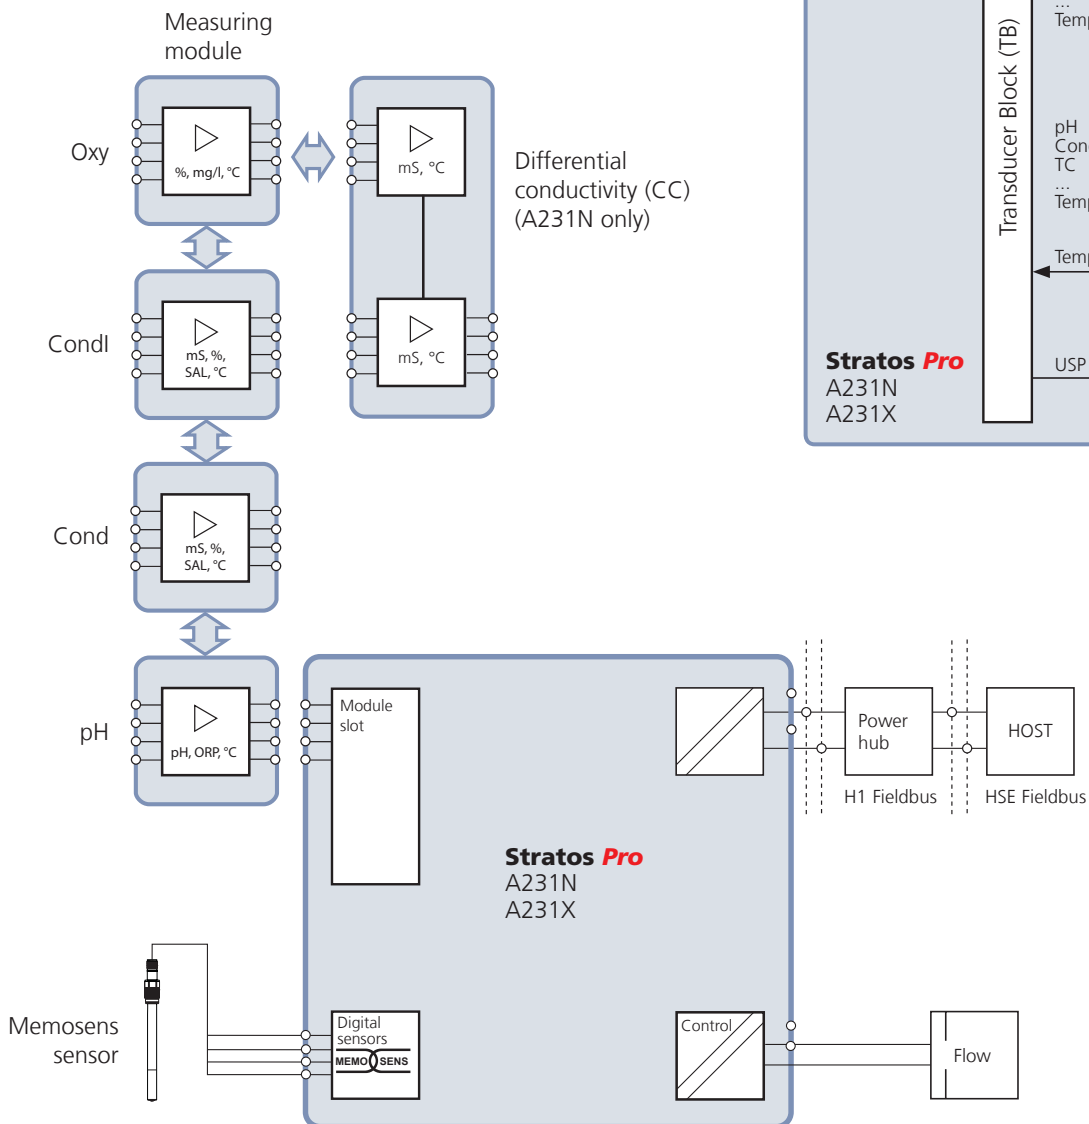 Measuring
module
Oxy
%, mg/l, °C
mS, °C
Differential
conductivity (CC)
(A231N only)
CondI
mS, %,
SAL, °C
mS, °C
Cond
mS, %,
SAL, °C
pH
pH, ORP, °C
...
Transducer Block (TB)
pH
TC
...
USP
Stratos Pro
A231N
A231X
Module
slot
Power
hub
HOST
H1 Fieldbus
HSE Fieldbus
Stratos Pro
A231N
A231X
Memosens
sensor
Digital
sensors
MEMO SENS
Control
Flow